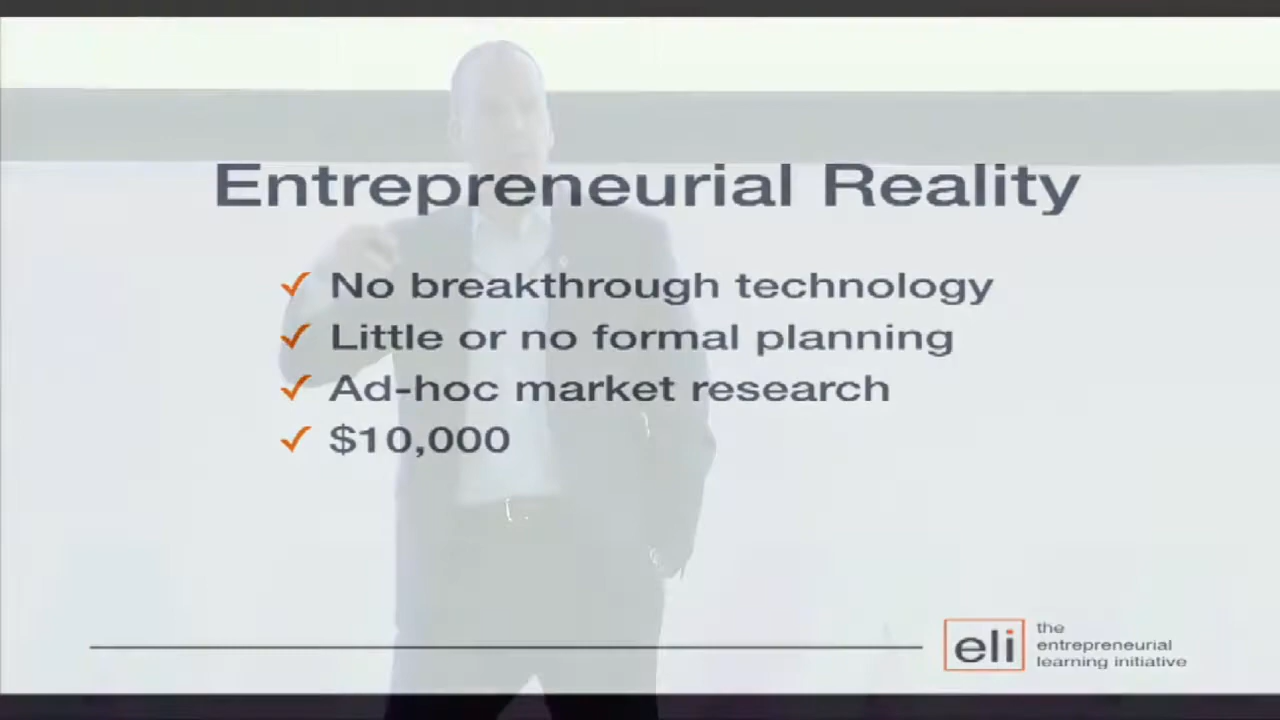 Entrepreneurial Reality
✓ No breakthrough technology
✓ Little or no formal planning
✓ Ad-hoc market research
✓ $10,000
eli
the
entrepreneurial
learning initiative